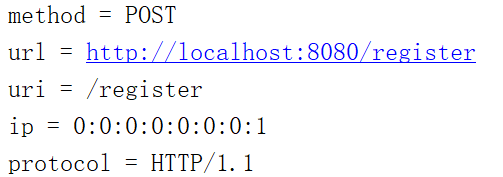 method = POST
url = http://localhost:8080/register
uri = /register
ip = 0:0:0:0:0:0:0:1
protocol = HTTP/1.1